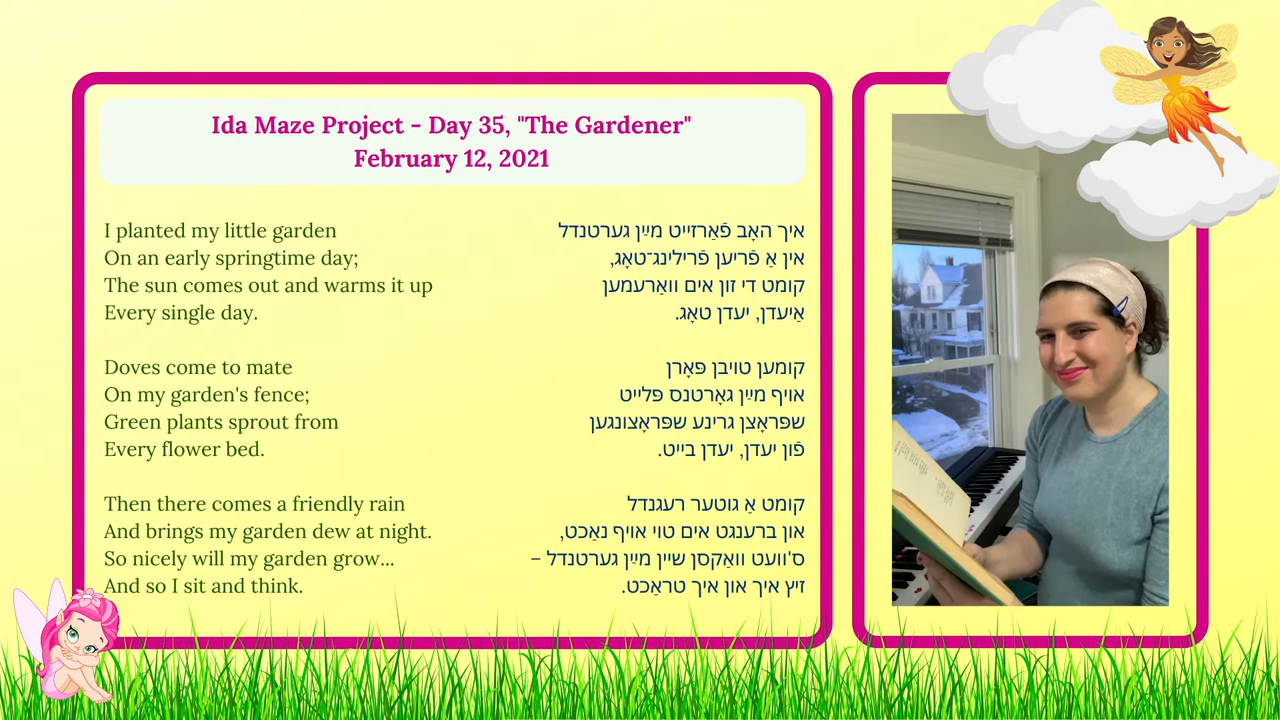 Ida Maze Project - Day 35, "The Gardener"
February 12, 2021
I planted my little garden
On an early springtime day;
The sun comes out and warms it up
Every single day.
Doves come to mate
On my garden's fence;
Green plants sprout from
Every flower bed.
Then there comes a friendly rain
And brings my garden dew at night.
So nicely will my garden grow...
And so I sit and think.
איך האָב פֿאַרזייט מײַן גערטנדל
אין אַ פֿריִען פֿרילינג־טאָג,
קומט די זון אים וואַרעמען
אַיעדן, יעדן טאָג.
קומען טויבן פּאָרן
אויף מײַן גאָרטנס פּלייט
שפּראָצן גרינע שפּראָצונגען
פֿון יעדן, יעדן בייט.
קומט אַ גוטער רעגנדל
און ברענגט אים טוי אויף נאַכט,
ס'וועט וואַקסן שיין מײַן גערטנדל –
זיץ איך און איך טראַכט.